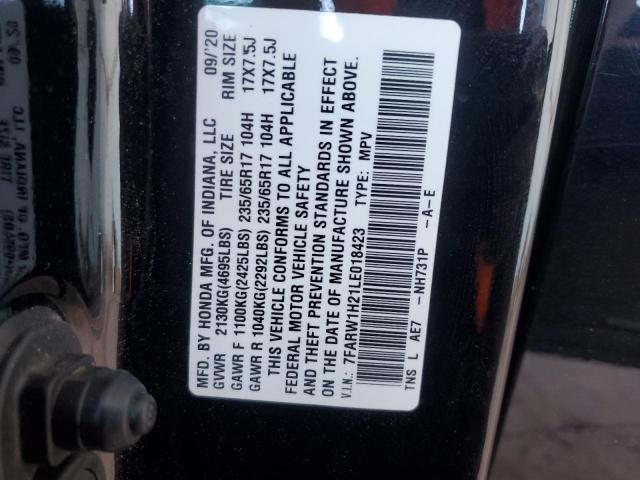 MFD. BY HONDA MFG. OF INDIANA, LLC 09/'20
GVWR 2130KG(4695LBS) TIRE SIZE RIM SIZE
GAWR F 1100KG(2425LBS) 235/65R17 104H 17X7.5J
GAWR R 1040KG(2292LBS) 235/65R17 104H 17X7.5J
THIS VEHICLE CONFORMS TO ALL APPLICABLE
FEDERAL MOTOR VEHICLE SAFETY
AND THEFT PREVENTION STANDARDS IN EFFECT
ON THE DATE OF MANUFACTURE SHOWN ABOVE.
V.I.N.: 7FARW1H21LE018423 TYPE: MPV
TNS L AE7 -NH731P -A-E